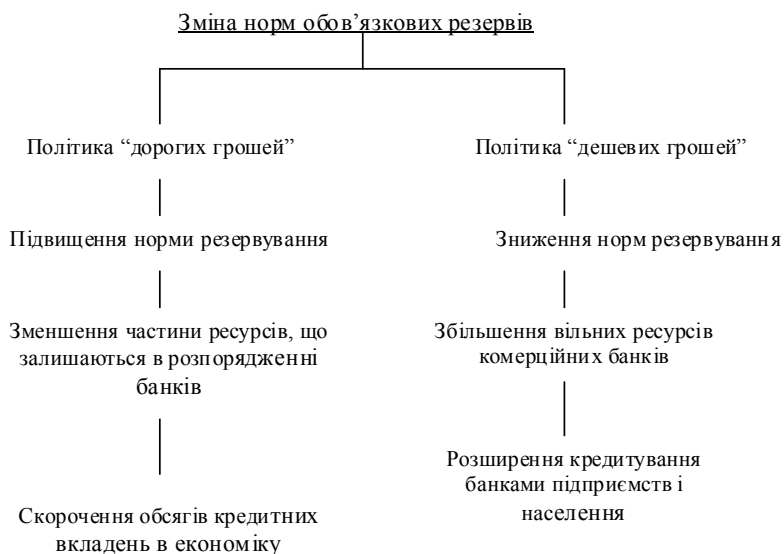 Зміна норм обов’язкових резервів
Політика “дорогих грошей”
Підвищення норми резервування
Зменшення частини ресурсів, що
залишаються в розпорядженні
банків
Скорочення обсягів кредитних
вкладень в економіку
Політика “дешевих грошей”
Зниження норм резервування
Збільшення вільних ресурсів
комерційних банків
Розширення кредитування
банками підприємств і
населення